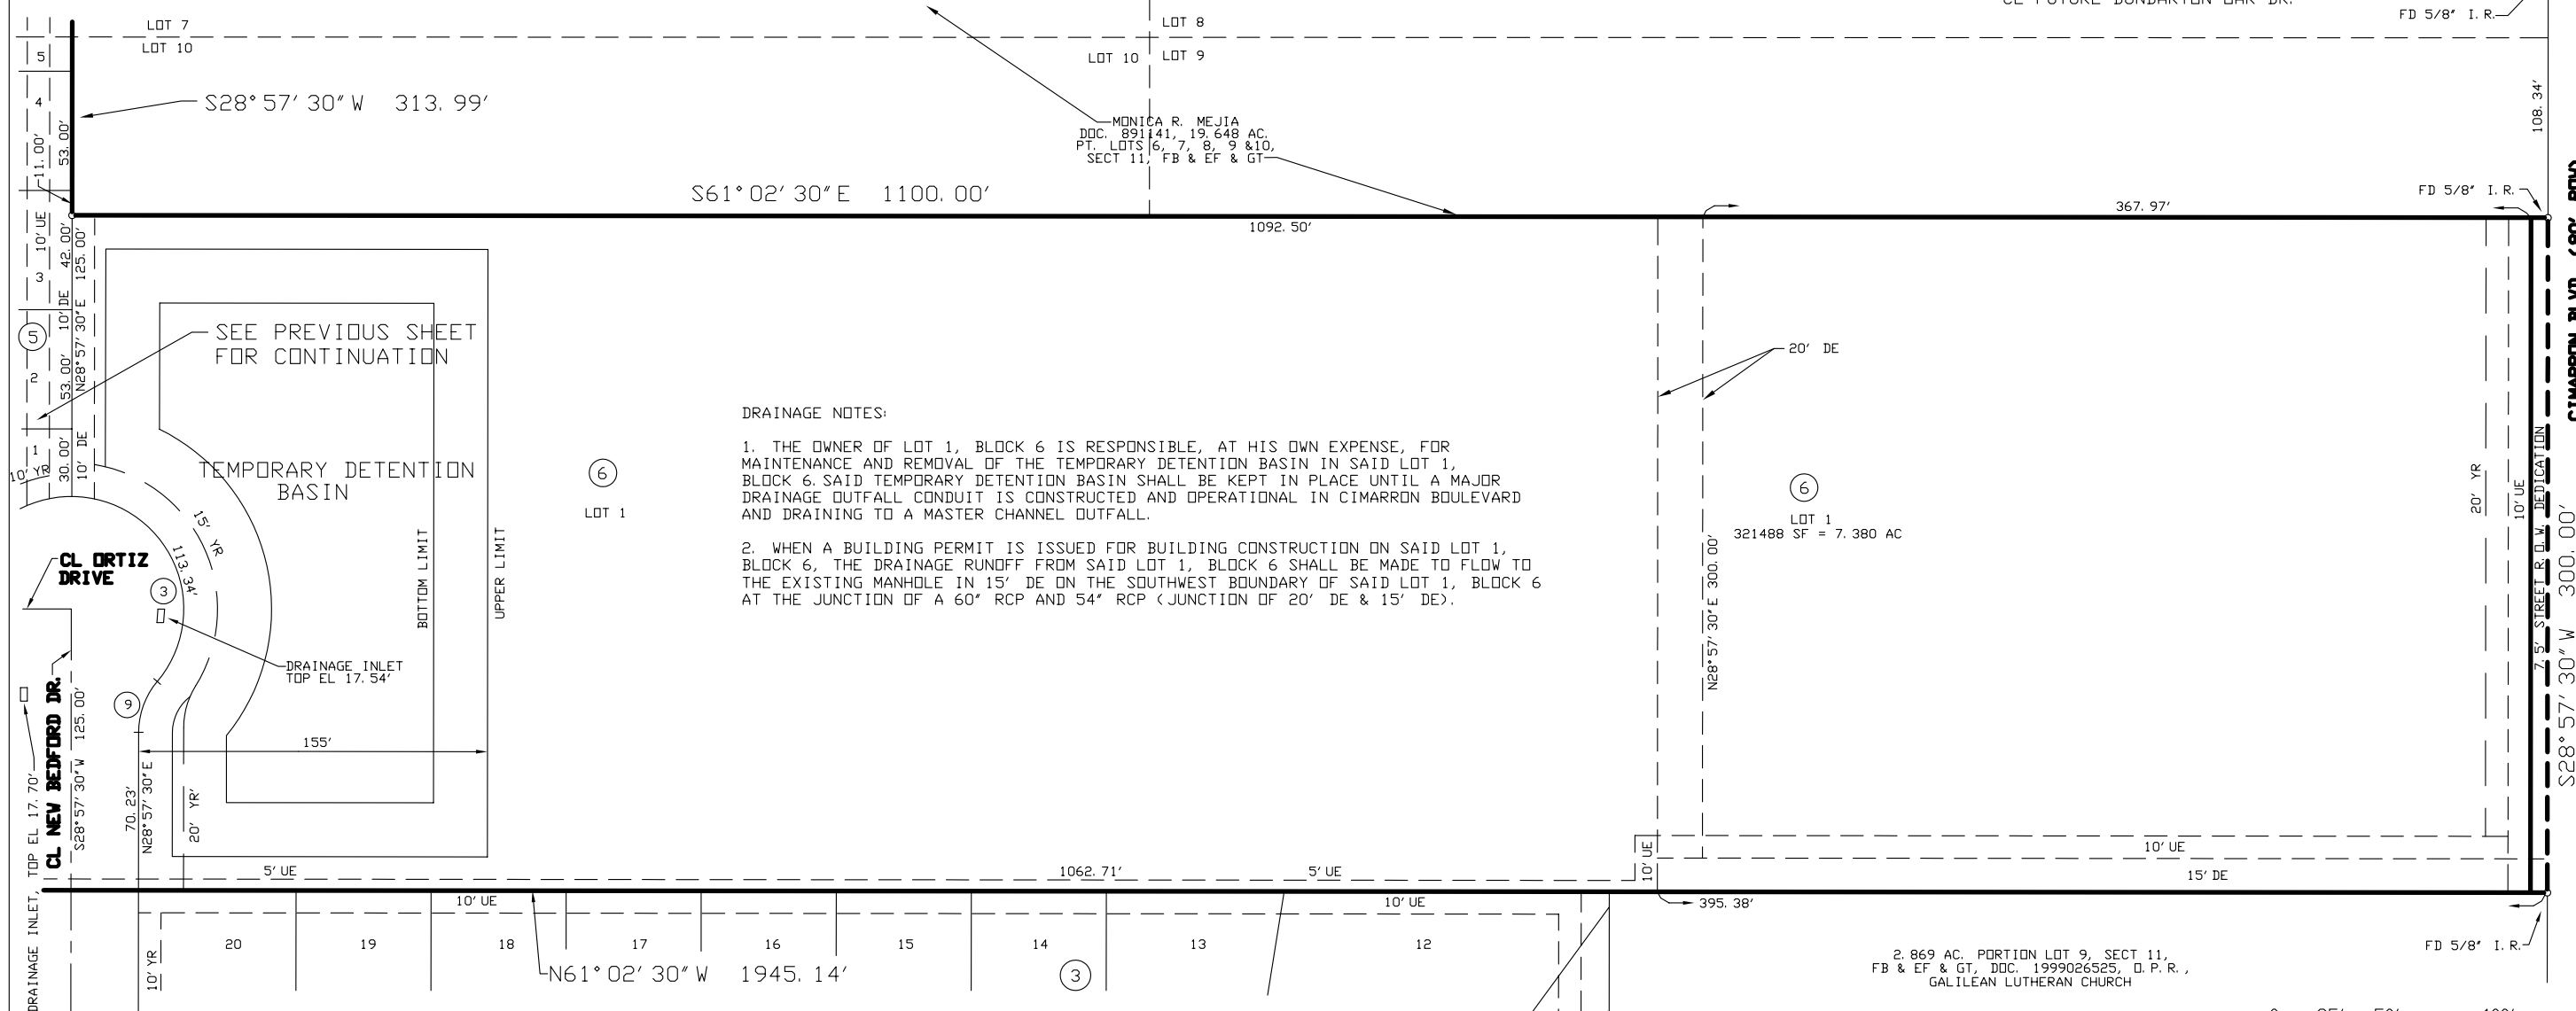 LOT 7
LOT 10
LOT 8
LOT 10
LOT 9
FD 5/8" I.R.
5
4
S28°57'30"W 313.99'
11.00'
53.00'
108.34'
MONICA R. MEJIA
DOC. 891141, 19.648 AC.
PT. LOTS 6, 7, 8, 9 &10,
SECT 11, FB & EF & GT
S61°02'30"E 1100.00'
FD 5/8" I.R.
367.97'
1092.50'
CIMARRON BLVD. (80' ROW)
10' UE
42.00'
125.00'
3
10' DE
N28°57'30"E
5
53.00'
2
SEE PREVIOUS SHEET
FOR CONTINUATION
20' DE
1
10' YR
30.00'
10' DE
TEMPORARY DETENTION
BASIN
15' YR
113.34'
BOTTOM LIMIT
UPPER LIMIT
6
LOT 1
DRAINAGE NOTES:
1. THE OWNER OF LOT 1, BLOCK 6 IS RESPONSIBLE, AT HIS OWN EXPENSE, FOR
MAINTENANCE AND REMOVAL OF THE TEMPORARY DETENTION BASIN IN SAID LOT 1,
BLOCK 6. SAID TEMPORARY DETENTION BASIN SHALL BE KEPT IN PLACE UNTIL A MAJOR
DRAINAGE OUTFALL CONDUIT IS CONSTRUCTED AND OPERATIONAL IN CIMARRON BOULEVARD
AND DRAINING TO A MASTER CHANNEL OUTFALL.
2. WHEN A BUILDING PERMIT IS ISSUED FOR BUILDING CONSTRUCTION ON SAID LOT 1,
BLOCK 6, THE DRAINAGE RUNOFF FROM SAID LOT 1, BLOCK 6 SHALL BE MADE TO FLOW TO
THE EXISTING MANHOLE IN 15' DE ON THE SOUTHWEST BOUNDARY OF SAID LOT 1, BLOCK 6
AT THE JUNCTION OF A 60" RCP AND 54" RCP (JUNCTION OF 20' DE & 15' DE).
6
LOT 1
321488 SF = 7.380 AC
N28°57'30"E 300.00'
20' YR
10' UE
7.5' STREET R.O.W. DEDICATION
S28°57'30"W 300.00'
CL ORTIZ
DRIVE
3
DRAINAGE INLET
TOP EL 17.54'
9
155'
CL NEW BEDFORD DR.
S28°57'30"W 125.00'
70.23'
N28°57'30"E
20' YR'
DRAINAGE INLET, TOP EL 17.70'
5' UE
1062.71'
5' UE
10' UE
10' UE
15' DE
10' UE
10' UE
395.38'
10' YR
20
19
18
17
16
15
14
13
12
N61°02'30"W 1945.14'
3
2.869 AC. PORTION LOT 9, SECT 11,
FB & EF & GT, DOC. 1999026525, O.P.R.,
GALILEAN LUTHERAN CHURCH
FD 5/8" I.R.